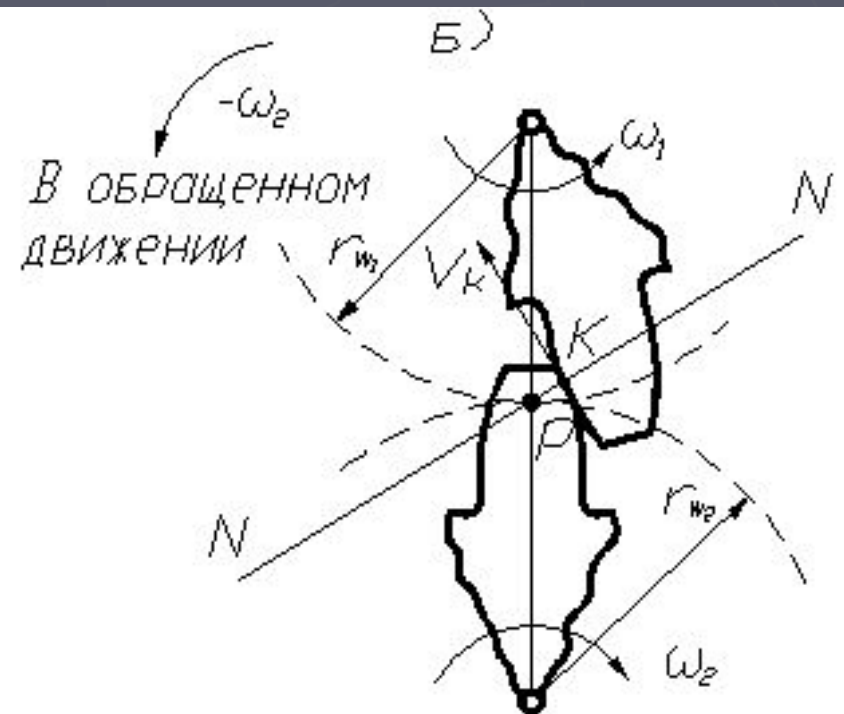 Б)
-ω₂
В обращенном
движении
ω₁
N
r_w₁
V_K
K
P
N
r_w₂
ω₂